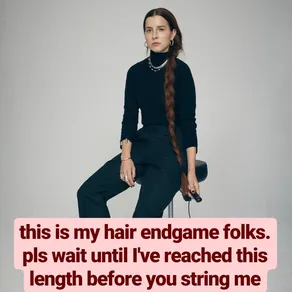 this is my hair endgame folks.
pls wait until I've reached this
length before you string me